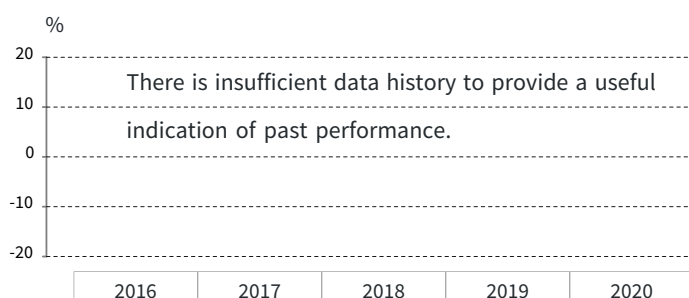 %
20
There is insufficient data history to provide a useful
10
indication of past performance.
0
-10
-20
2016 2017 2018 2019 2020